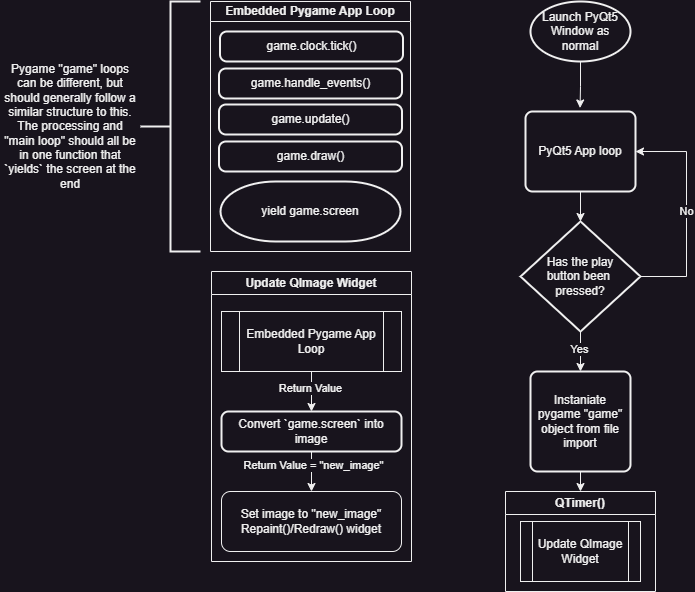 Embedded Pygame App Loop
game.clock.tick()
game.handle_events()
game.update()
game.draw()
yield game.screen
Pygame "game" loops
can be different, but
should generally follow a
similar structure to this.
The processing and
"main loop" should all be
in one function that
`yields` the screen at the
end
Update QImage Widget
Embedded Pygame App
Loop
Return Value
Convert `game.screen` into
image
Return Value = "new_image"
Set image to "new_image"
Repaint()/Redraw() widget
Launch PyQt5
Window as
normal
PyQt5 App loop
No
Has the play
button been
pressed?
Yes
Instaniate
pygame "game"
object from file
import
QTimer()
Update QImage
Widget